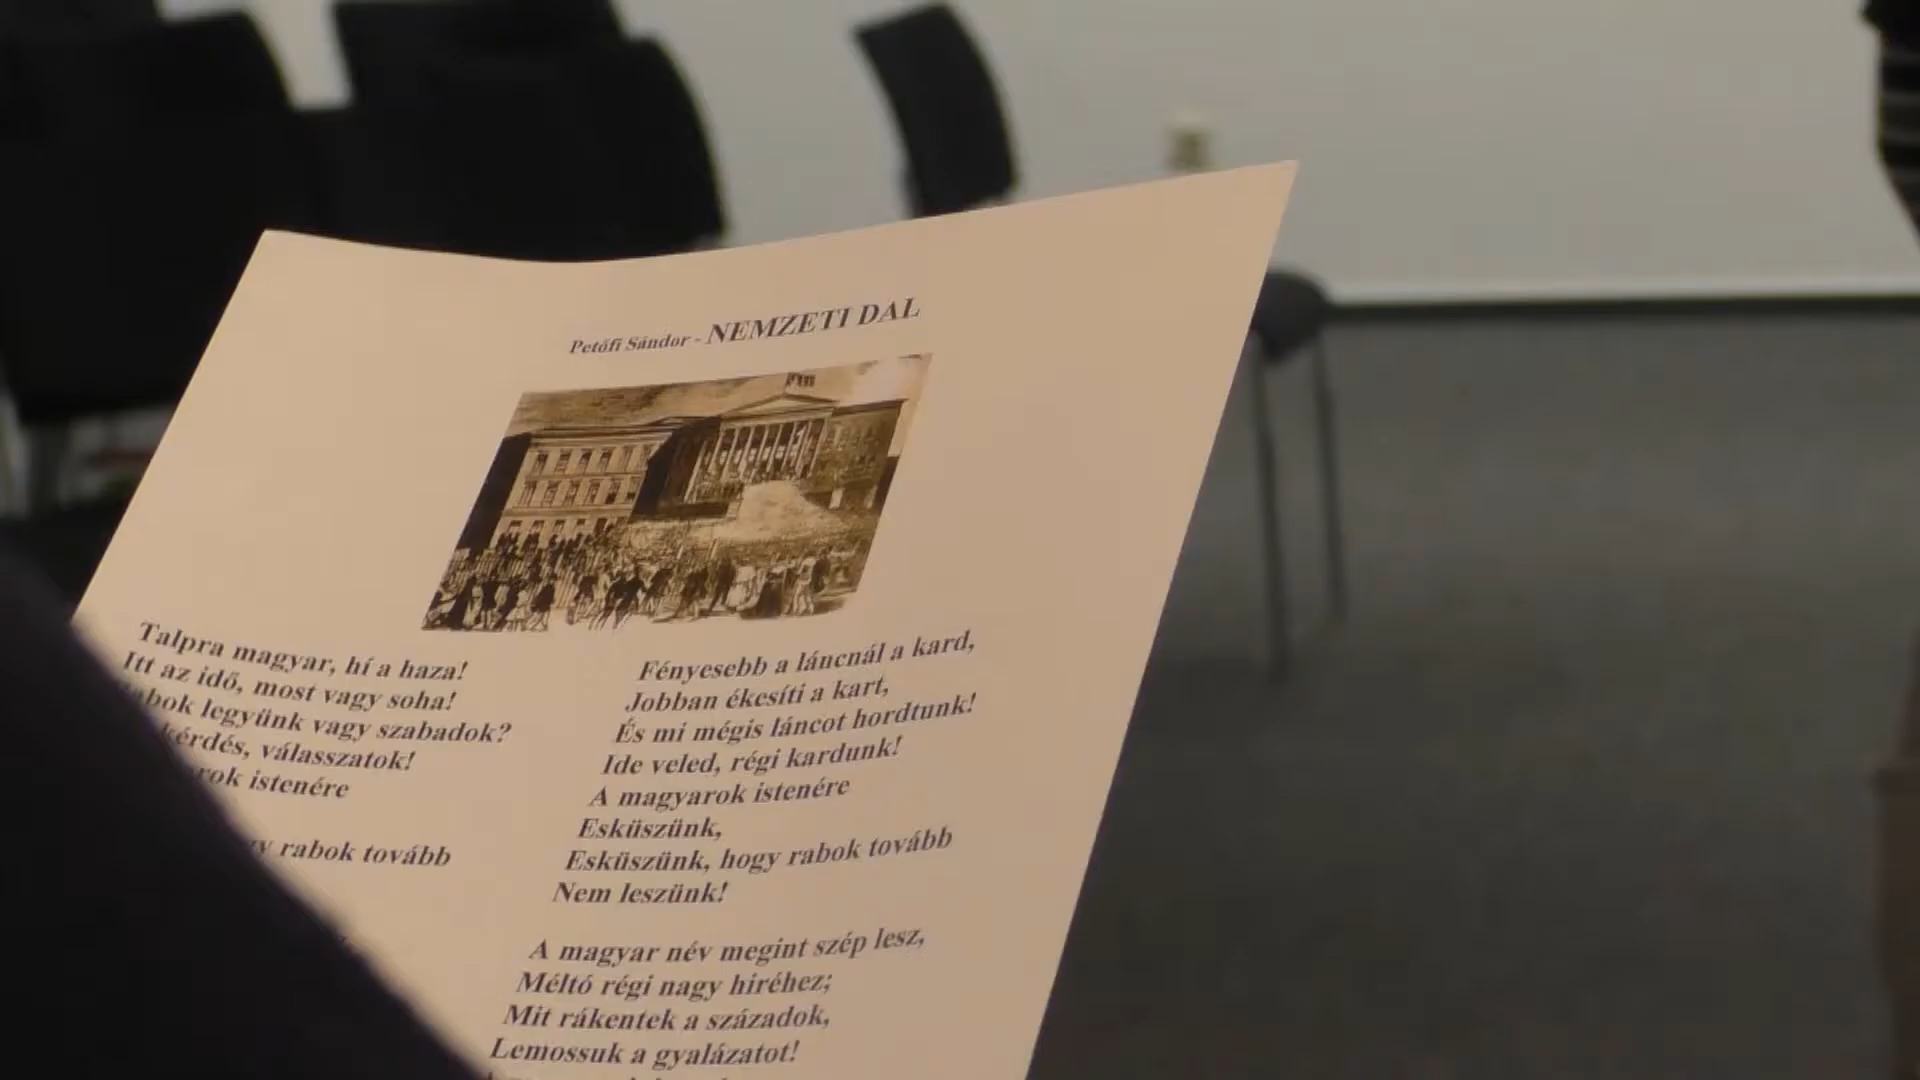 Petőfi Sándor - NEMZETI DAL
Talpra magyar, hí a haza!
Itt az idő, most vagy soha!
legyünk vagy szabadok?
kérdés, válasszatok!
istenére
rabok tovább
Fényesebb a láncnál a kard,
Jobban ékesíti a kart,
És mi mégis láncot hordtunk!
Ide veled, régi kardunk!
A magyarok istenére
Esküszünk,
Esküszünk, hogy rabok tovább
Nem leszünk!
A magyar név megint szép lesz,
Méltó régi nagy hiréhez;
Mit rákentek a századok,
Lemossuk a gyalázatot!